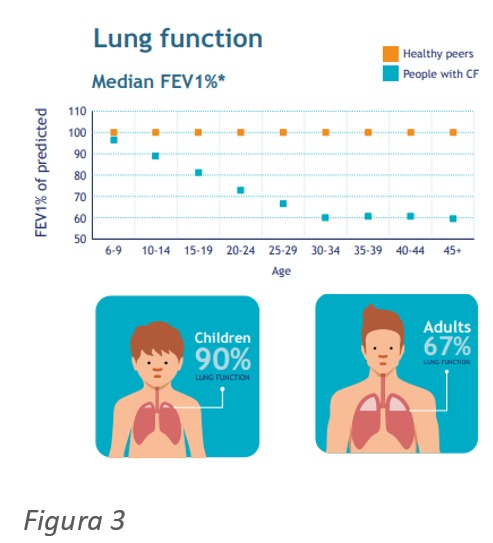 Lung function
Healthy peers
People with CF
Median FEV1%*
FEV1% of predicted
110
100
90
80
70
60
50
6-9 10-14 15-19 20-24 25-29 30-34 35-39 40-44 45+
Age
Children
90%
LUNG FUNCTION
Adults
67%
LUNG FUNCTION
Figura 3